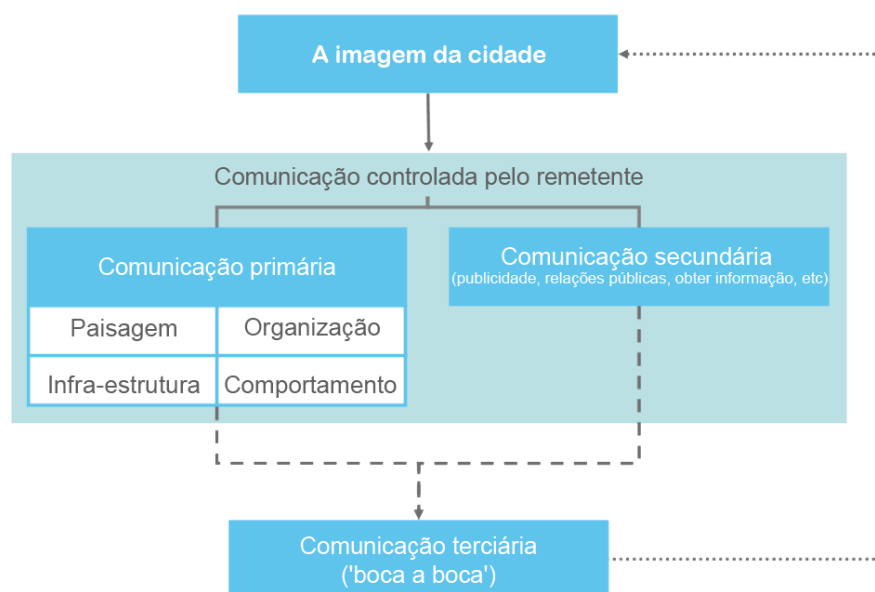 A imagem da cidade
Comunicação controlada pelo remetente
Comunicação primária
Paisagem
Organização
Infra-estrutura
Comportamento
Comunicação secundária
(publicidade, relações públicas, obter informação, etc)
Comunicação terciária
('boca a boca')